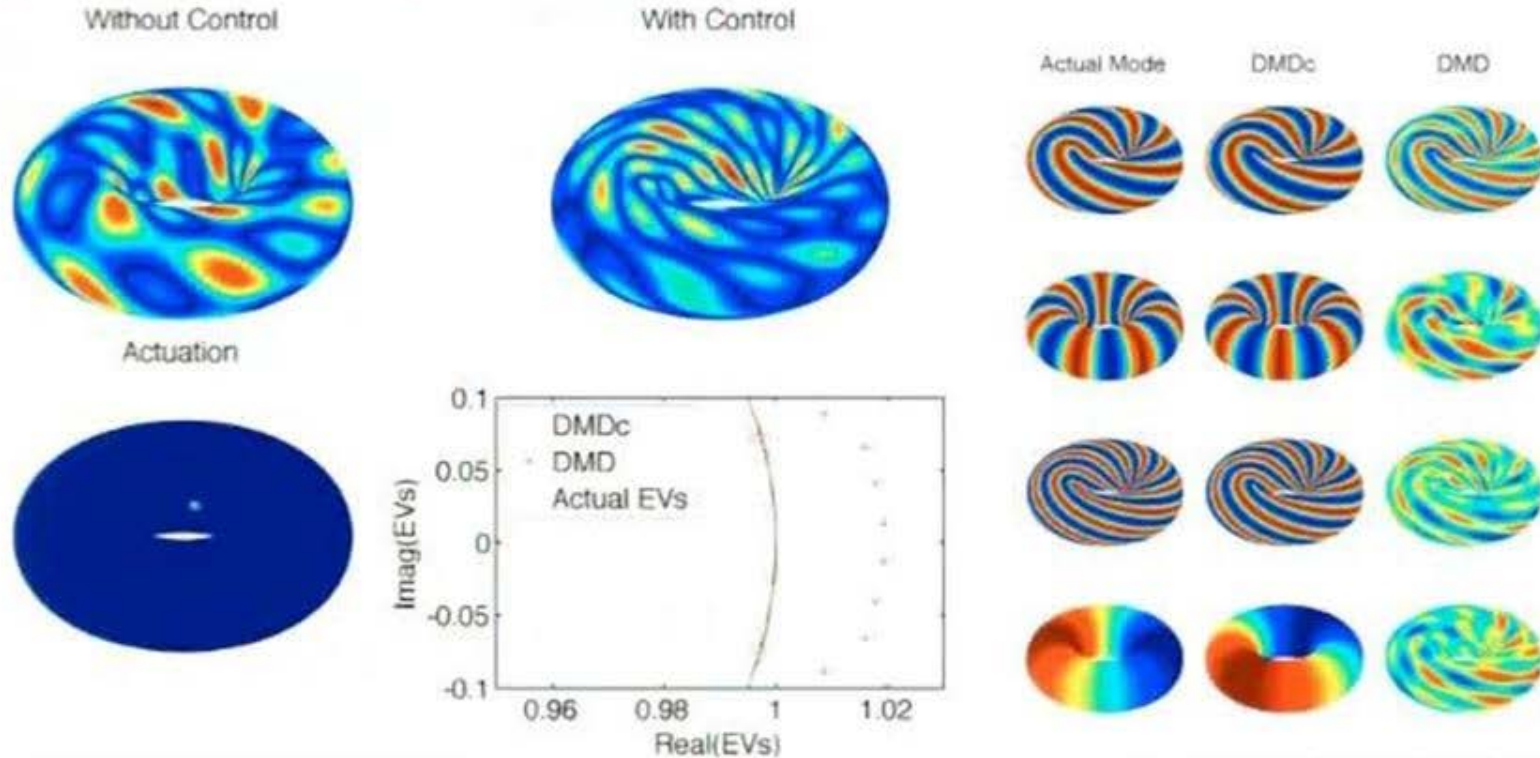 Without Control
With Control
Actual Mode
DMDc
DMD
Actuation
0.1
0.05
0
-0.05
-0.1
Imag(EVs)
DMDc
DMD
Actual EVs
0.96
0.98
1
1.02
Real(EVs)